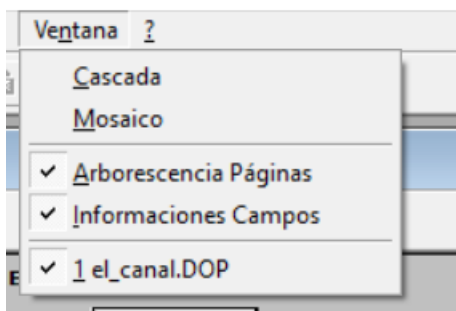 Ventana ?
Cascada
Mosaico
Arborescencia Páginas
Informaciones Campos
1 el_canal.DOP
E